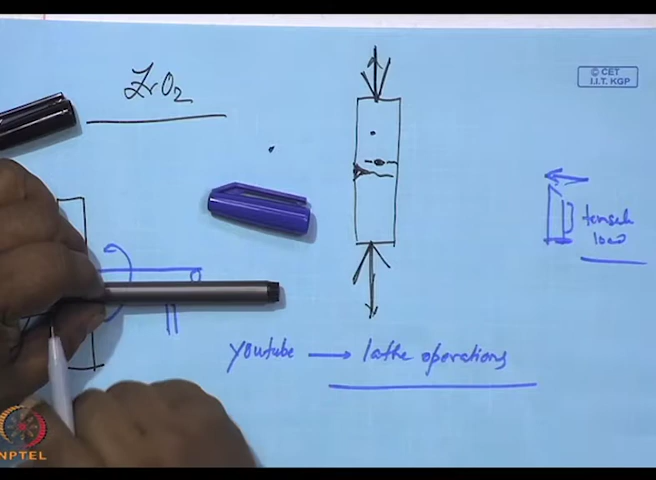 ZrO2
© CET
I.I.T. KGP
tensile
load
youtube → lathe operations
NPTEL